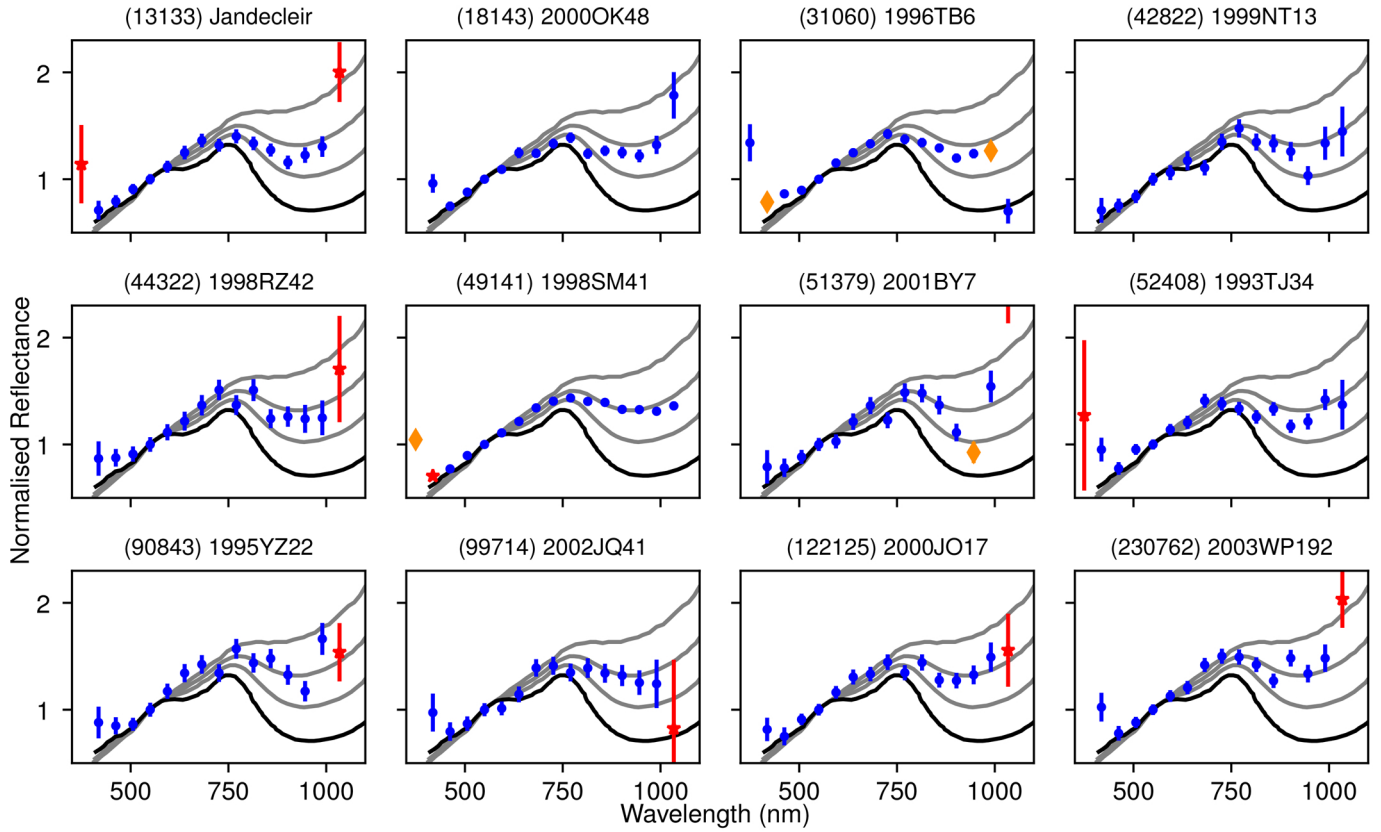 (13133) Jandecleir
(18143) 2000OK48
(31060) 1996TB6
(42822) 1999NT13
2
1
(44322) 1998RZ42
(49141) 1998SM41
(51379) 2001BY7
(52408) 1993TJ34
2
1
Normalised Reflectance
(90843) 1995YZ22
(99714) 2002JQ41
(122125) 2000JO17
(230762) 2003WP192
2
1
500 750 1000
500 750 1000
500 750 1000
500 750 1000
Wavelength (nm)